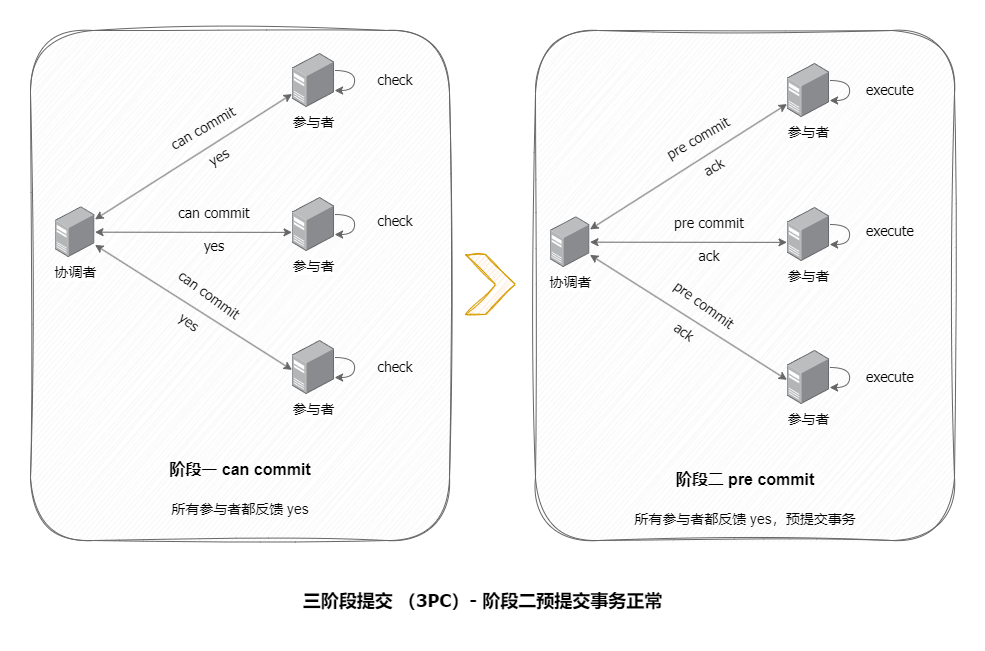 check
can commit
yes
参与者
can commit
yes
check
参与者
协调者
can commit
yes
check
参与者
阶段一 can commit
所有参与者都反馈 yes
execute
pre commit
ack
参与者
pre commit
ack
execute
参与者
协调者
pre commit
ack
execute
参与者
阶段二 pre commit
所有参与者都反馈 yes，预提交事务
三阶段提交 （3PC）- 阶段二预提交事务正常